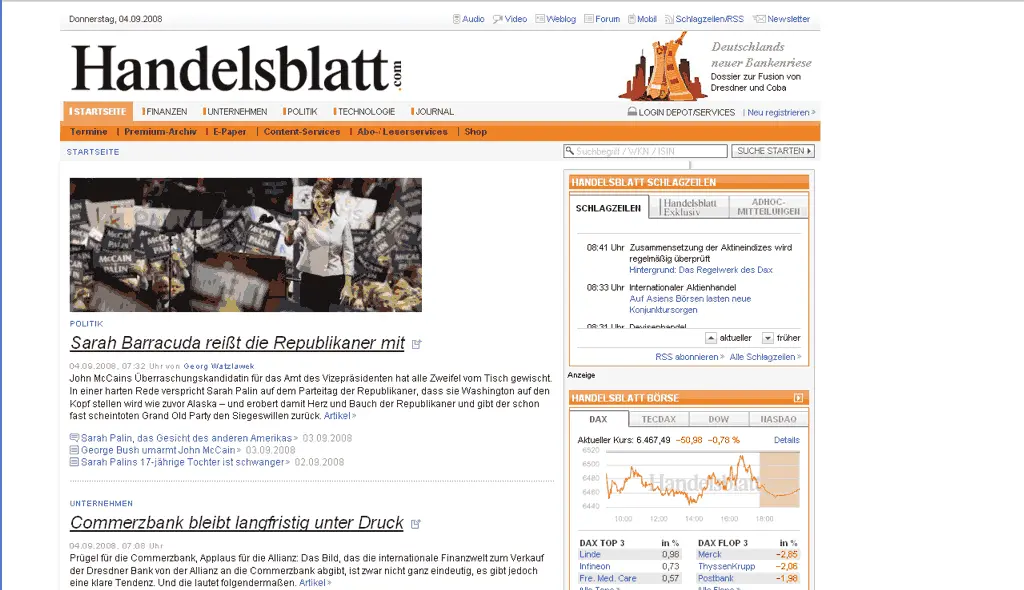 Donnerstag, 04.09.2008
Audio Video Weblog Forum Mobil Schlagzeilen/RSS Newsletter
Handelsblatt.com
Deutschlands
neuer Bankenriese
Dossier zur Fusion von
Dresdner und Coba
STARTSEITE FINANZEN UNTERNEHMEN POLITIK TECHNOLOGIE JOURNAL
LOGIN DEPOT/SERVICES | Neu registrieren »
Termine | Premium-Archiv | E-Paper | Content-Services | Abo-/Leserservices | Shop
STARTSEITE
Suchbegriff / WKN / ISIN
SUCHE STARTEN
McCAIN
PALIN
POLITIK
Sarah Barracuda reißt die Republikaner mit
04.09.2008, 07:32 Uhr von Georg Watzlawek
John McCains Überraschungskandidatin für das Amt des Vizepräsidenten hat alle Zweifel vom Tisch gewischt.
In einer harten Rede verspricht Sarah Palin auf dem Parteitag der Republikaner, dass sie Washington auf den
Kopf stellen wird wie zuvor Alaska – und erobert damit Herz und Bauch der Republikaner und gibt der schon
fast scheintoten Grand Old Party den Siegeswillen zurück. Artikel »
Sarah Palin, das Gesicht des anderen Amerikas » 03.09.2008
George Bush umarmt John McCain » 03.09.2008
Sarah Palins 17-jährige Tochter ist schwanger » 02.09.2008
UNTERNEHMEN
Commerzbank bleibt langfristig unter Druck
04.09.2008, 07:08 Uhr
Prügel für die Commerzbank, Applaus für die Allianz: Das Bild, das die internationale Finanzwelt zum Verkauf
der Dresdner Bank von der Allianz an die Commerzbank abgibt, ist zwar nicht ganz eindeutig, es gibt jedoch
eine klare Tendenz. Und die lautet folgendermaßen. Artikel »
HANDELSBLATT SCHLAGZEILEN
SCHLAGZEILEN
Handelsblatt
Exklusiv
ADHOC-
MITTEILUNGEN
08:41 Uhr Zusammensetzung der Aktineindizes wird
regelmäßig überprüft
Hintergrund: Das Regelwerk des Dax
08:33 Uhr Internationaler Aktienhandel
Auf Asiens Börsen lasten neue
Konjunktursorgen
08:31 Uhr Devisenhandel
aktueller früher
RSS abonnieren » Alle Schlagzeilen »
Anzeige
HANDELSBLATT BÖRSE
DAX TECDAX DOW NASDAQ
Aktueller Kurs: 6.467,49 −50,98 −0,78 % Details
6520
6500
6480
6460
6440
Handelsblatt
10:00 12:00 14:00 16:00 18:00
DAX TOP 3 in % DAX FLOP 3 in %
Linde 0,98 Merck −2,85
Infineon 0,73 ThyssenKrupp −2,06
Fre. Med. Care 0,57 Postbank −1,98
Alle Tops » Alle Flops »